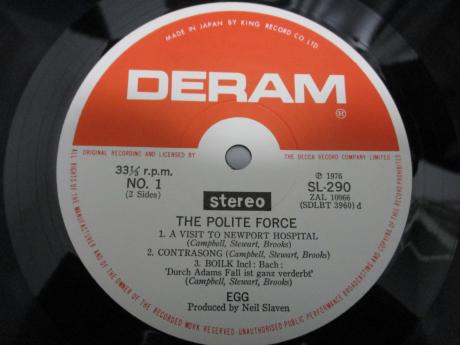 MADE IN JAPAN BY KING RECORD CO. LTD.
DERAM
®
ORIGINAL RECORDING AND LICENSED BY THE DECCA RECORD COMPANY LIMITED
33⅓ r.p.m.
NO. 1
(2 Sides)
stereo
℗ 1976
SL-290
ZAL 10066
(SDLBT 3960) d
THE POLITE FORCE
1. A VISIT TO NEWPORT HOSPITAL
(Campbell, Stewart, Brooks)
2. CONTRASONG (Campbell, Stewart, Brooks)
3. BOILK Incl : Bach :
'Durch Adams Fall ist ganz verderbt'
(Campbell, Stewart, Brooks)
EGG
Produced by Neil Slaven
ALL RIGHTS OF THE MANUFACTURER AND OF THE OWNER OF THE RECORDED WORK RESERVED·UNAUTHORISED PUBLIC PERFORMANCE BROADCASTING AND COPYING OF THIS RECORD PROHIBITED